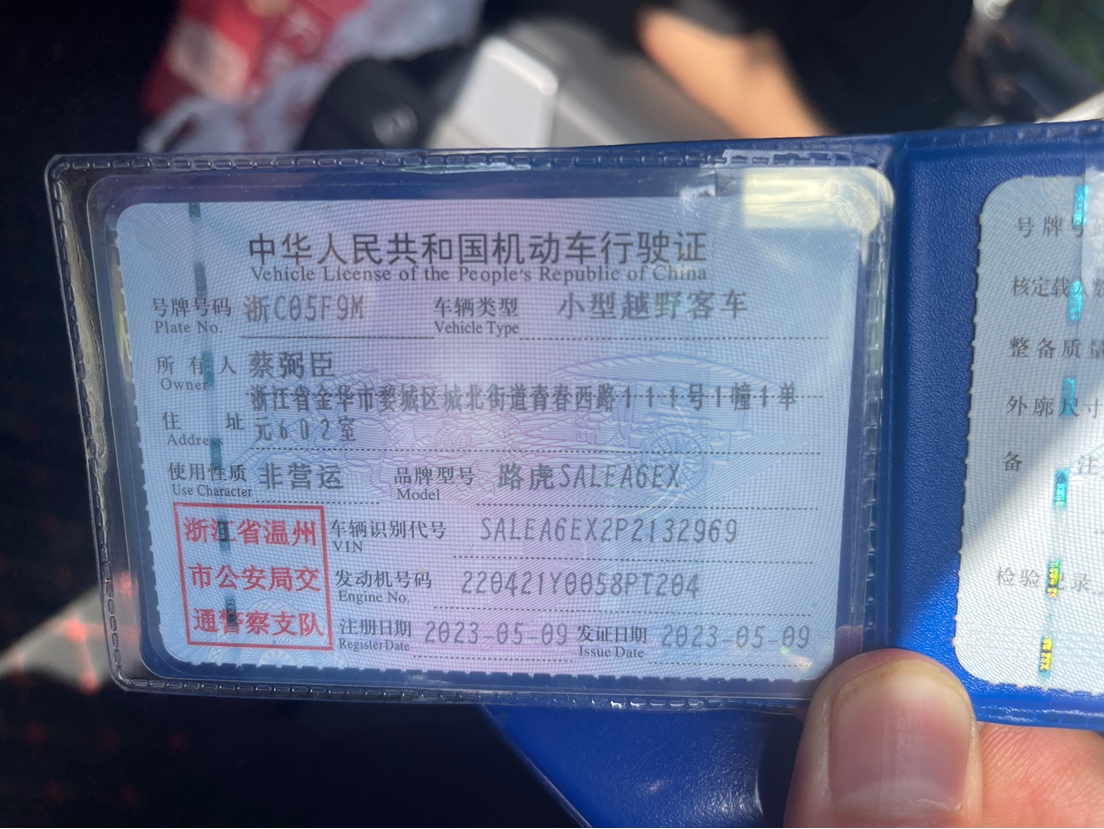 中华人民共和国机动车行驶证
Vehicle License of the People's Republic of China
号牌号码 浙C05F9M 车辆类型 小型越野客车
Plate No. Vehicle Type
所有人 蔡弼臣
Owner
浙江省金华市婺城区城北街道青春西路111号1幢1单
住址 元602室
Address
使用性质 非营运 品牌型号 路虎SALEA6EX
Use Character Model
浙江省温州
市公安局交
通警察支队
车辆识别代号 SALEA6EX2P2132969
VIN
发动机号码 220421Y0058PT204
Engine No.
注册日期 2023-05-09 发证日期 2023-05-09
Register Date Issue Date
号牌号
核定载人数
整备质量
外廓尺寸
备 注
检验记录